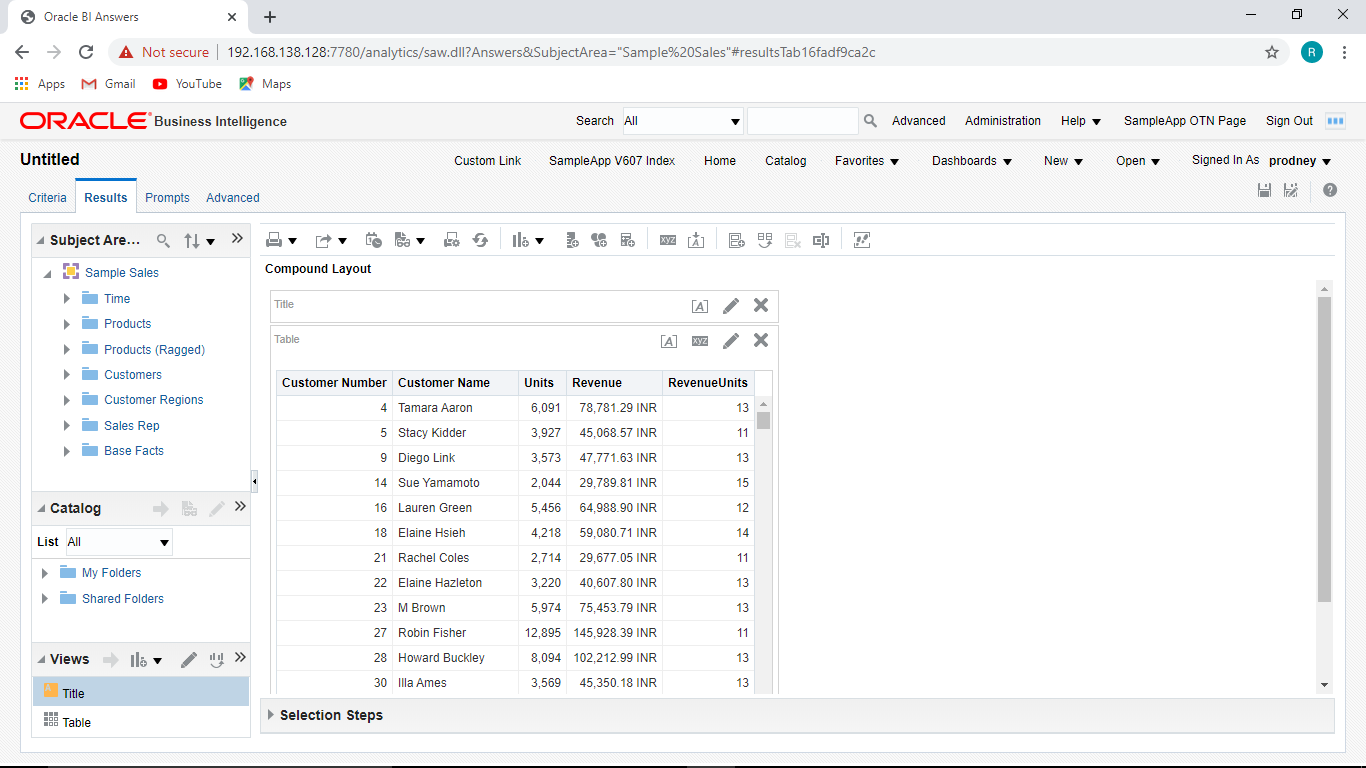 Oracle BI Answers
Not secure 192.168.138.128:7780/analytics/saw.dll?Answers&SubjectArea="Sample%20Sales"#resultsTab16fadf9ca2c R
Apps Gmail YouTube Maps
ORACLE® Business Intelligence Search All Advanced Administration Help SampleApp OTN Page Sign Out
Untitled Custom Link SampleApp V607 Index Home Catalog Favorites Dashboards New Open Signed In As prodney
Criteria Results Prompts Advanced
Subject Are...
Compound Layout
Sample Sales
Time
Products
Products (Ragged)
Customers
Customer Regions
Sales Rep
Base Facts
Catalog
List All
My Folders
Shared Folders
Views
Title
Table
xyz A
Title A
Table A xyz
Customer Number Customer Name Units Revenue RevenueUnits
4 Tamara Aaron 6,091 78,781.29 INR 13
5 Stacy Kidder 3,927 45,068.57 INR 11
9 Diego Link 3,573 47,771.63 INR 13
14 Sue Yamamoto 2,044 29,789.81 INR 15
16 Lauren Green 5,456 64,988.90 INR 12
18 Elaine Hsieh 4,218 59,080.71 INR 14
21 Rachel Coles 2,714 29,677.05 INR 11
22 Elaine Hazleton 3,220 40,607.80 INR 13
23 M Brown 5,974 75,453.79 INR 13
27 Robin Fisher 12,895 145,928.39 INR 11
28 Howard Buckley 8,094 102,212.99 INR 13
30 Illa Ames 3,569 45,350.18 INR 13
Selection Steps